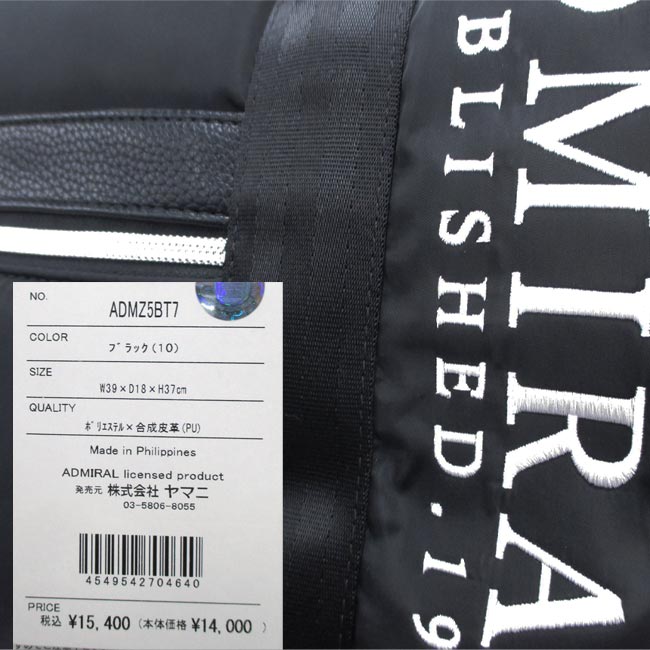 NO.
ADMZ5BT7
COLOR
ﾌﾞﾗｯｸ(10)
SIZE
W39×D18×H37cm
QUALITY
ﾎﾟﾘｴｽﾃﾙ×合成皮革(PU)
Made in Philippines
ADMIRAL licensed product
発売元 株式会社 ヤマニ
03-5806-8055
4549542704640
PRICE
税込 ¥15,400 (本体価格 ¥14,000 )
MIRA
BLISHED.19